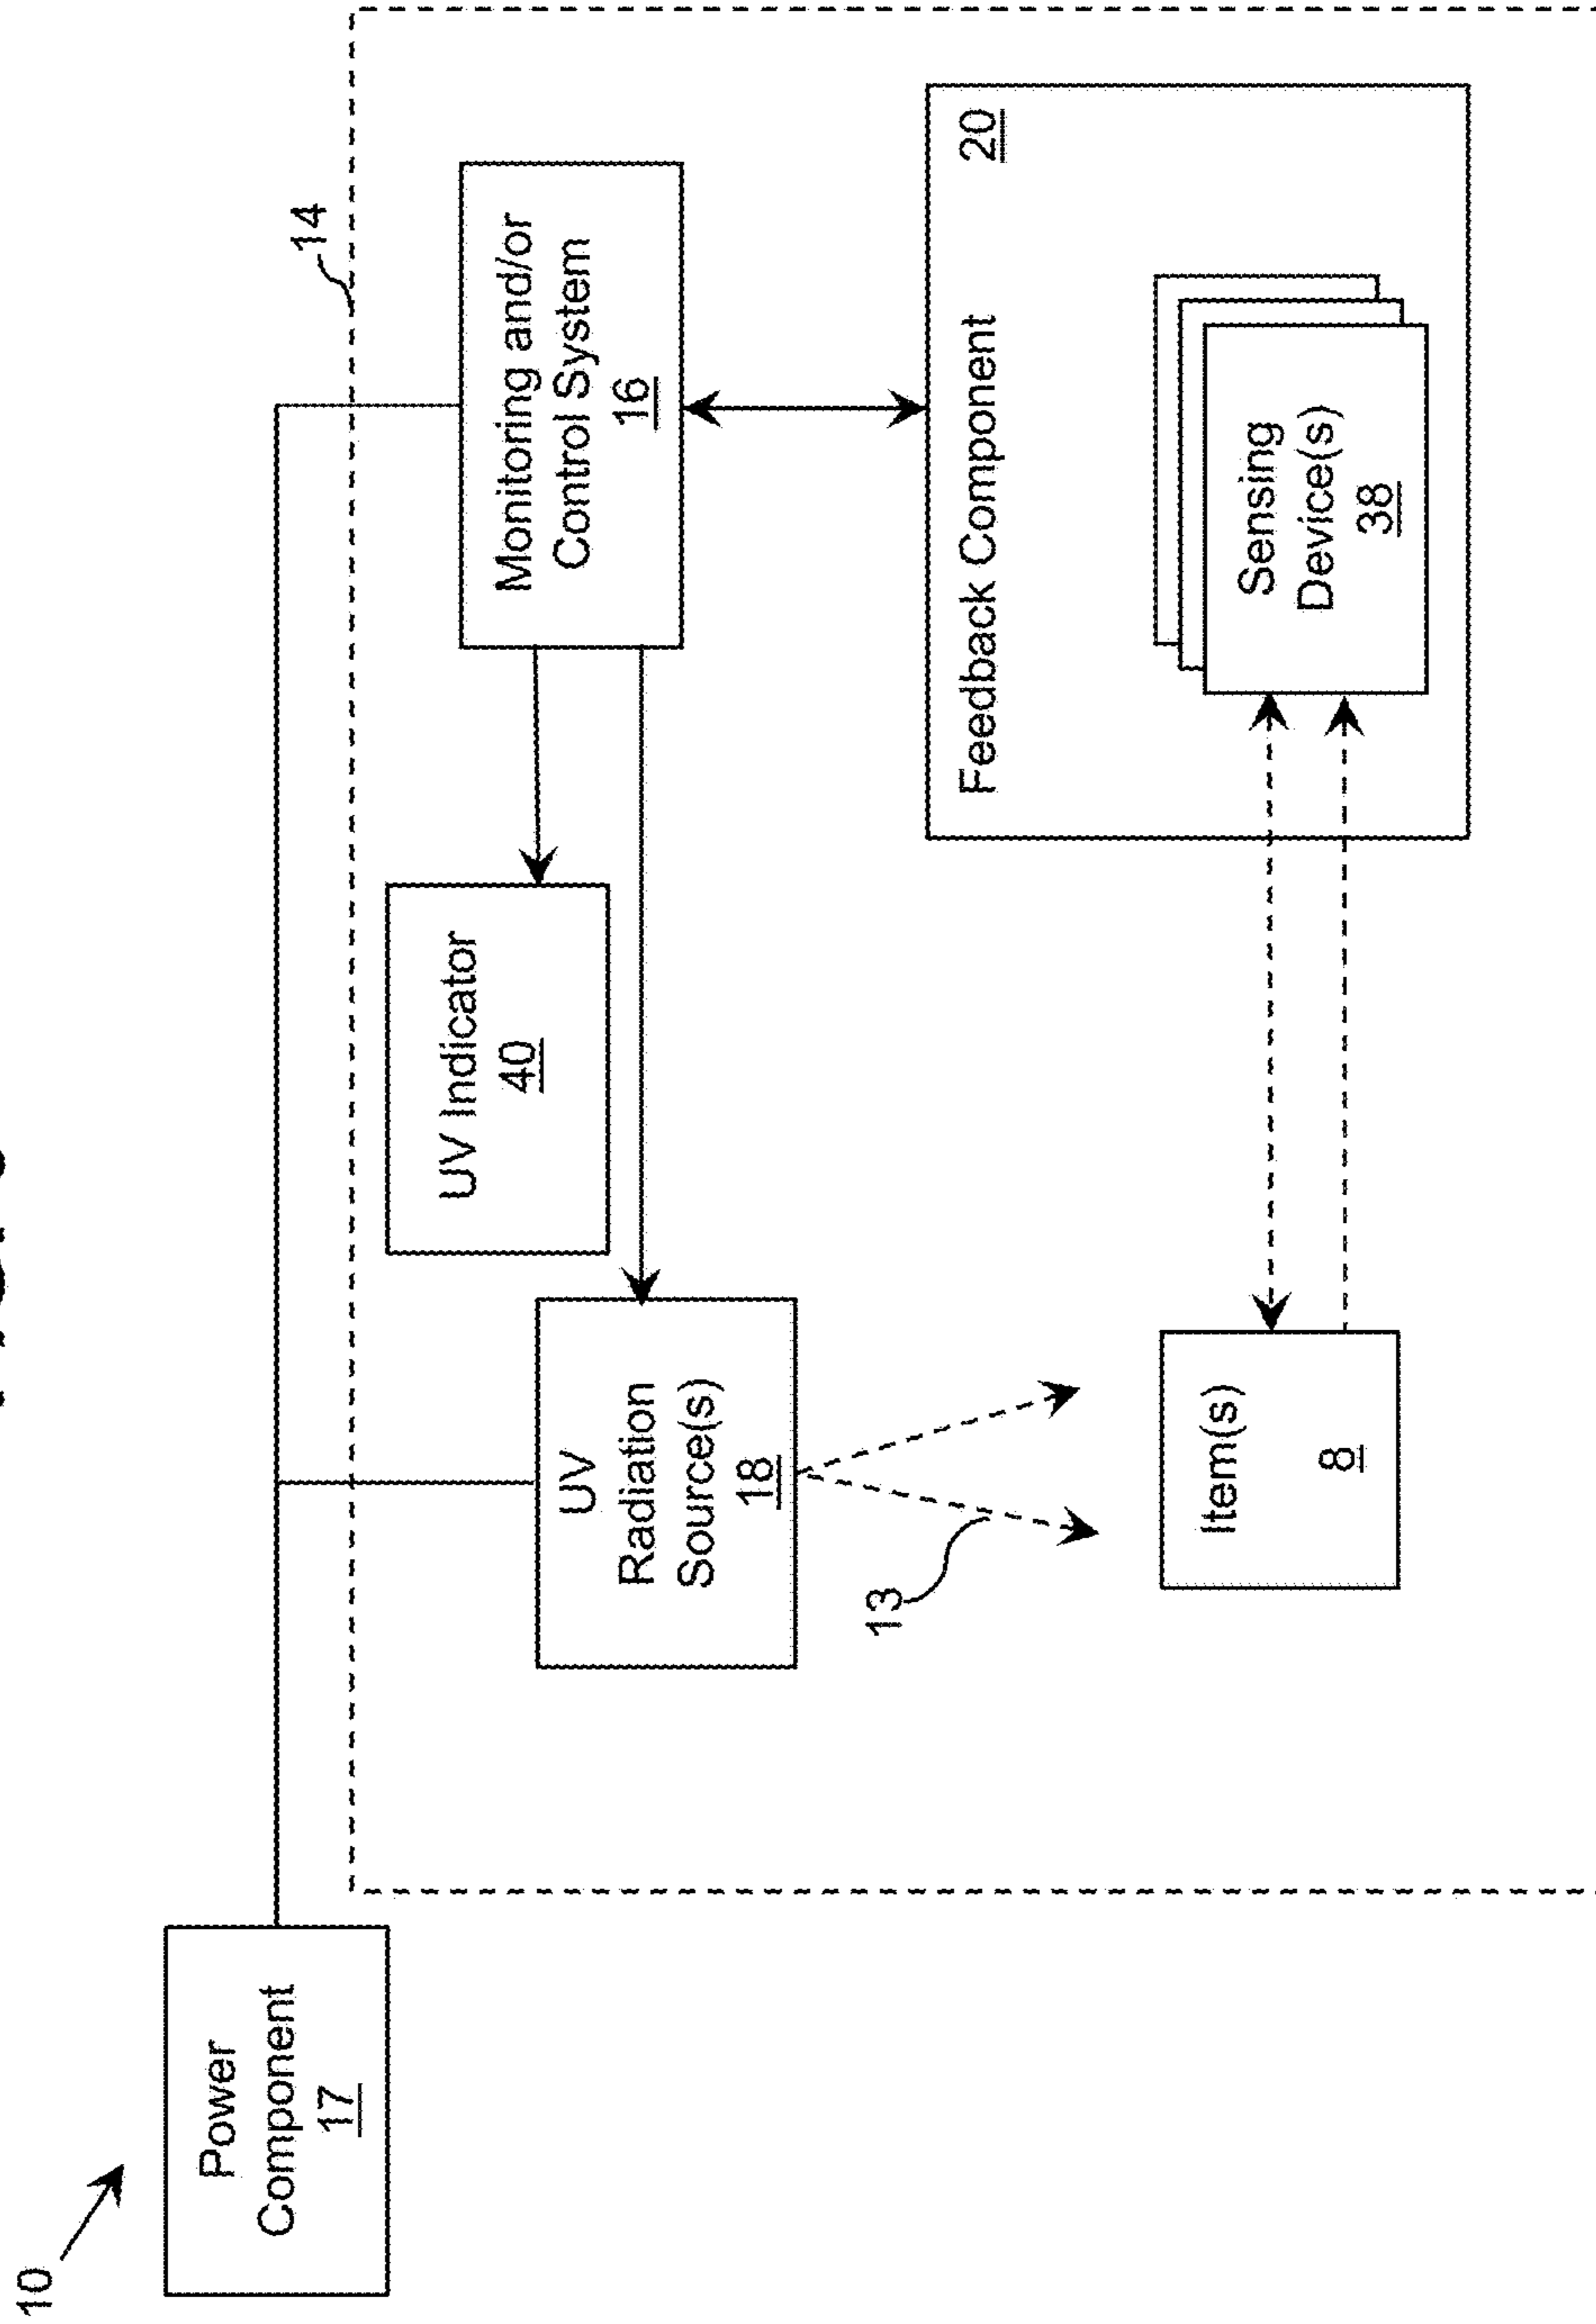 10
Power
Component
17
14
UV Indicator
40
Monitoring and/or
Control System
16
UV
Radiation
Source(s)
18
13
Feedback Component
20
Item(s)
8
Sensing
Device(s)
38